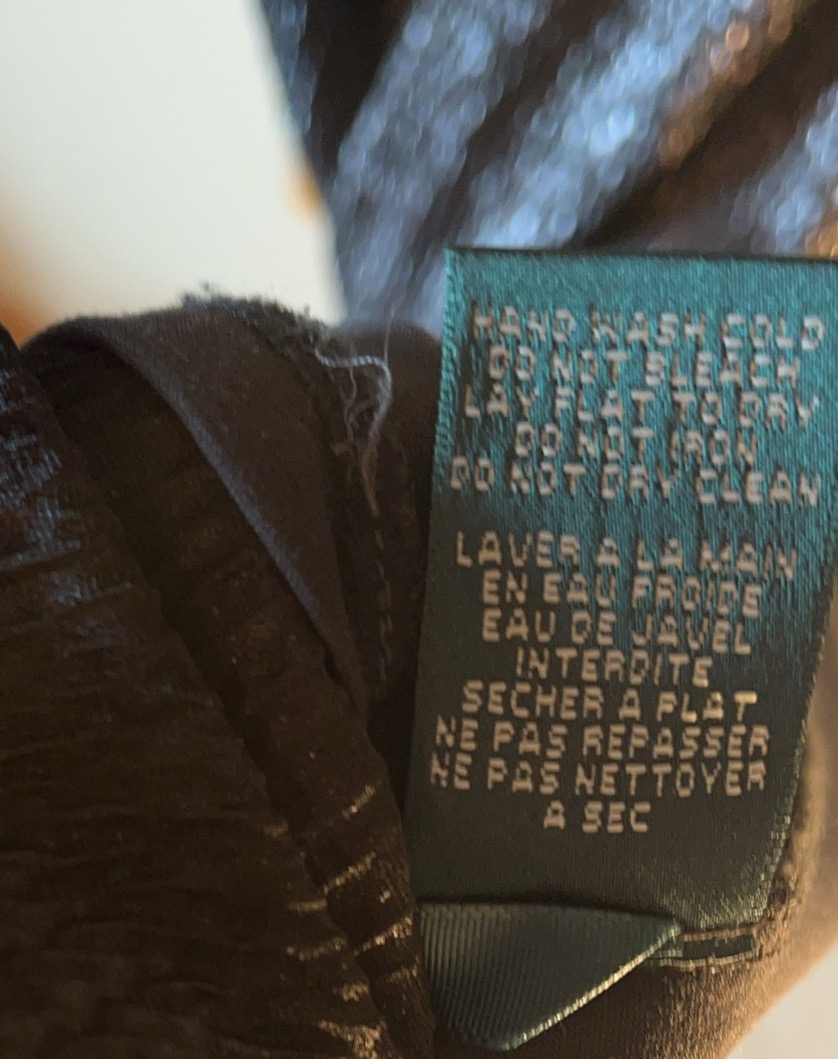 HAND WASH COLD
DO NOT BLEACH
LAY FLAT TO DRY
DO NOT IRON
DO NOT DRY CLEAN
LAVER A LA MAIN
EN EAU FROIDE
EAU DE JAVEL
INTERDITE
SECHER A PLAT
NE PAS REPASSER
NE PAS NETTOYER
A SEC